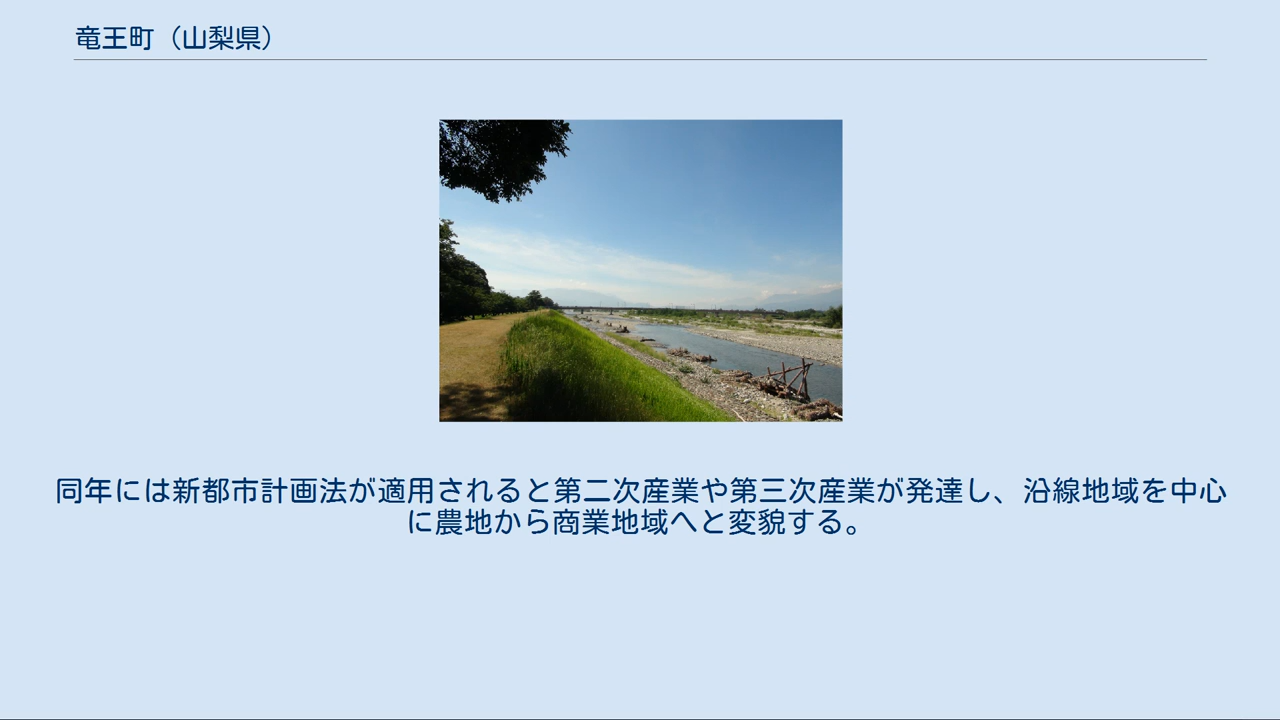 竜王町（山梨県）
同年には新都市計画法が適用されると第二次産業や第三次産業が発達し、沿線地域を中心
に農地から商業地域へと変貌する。